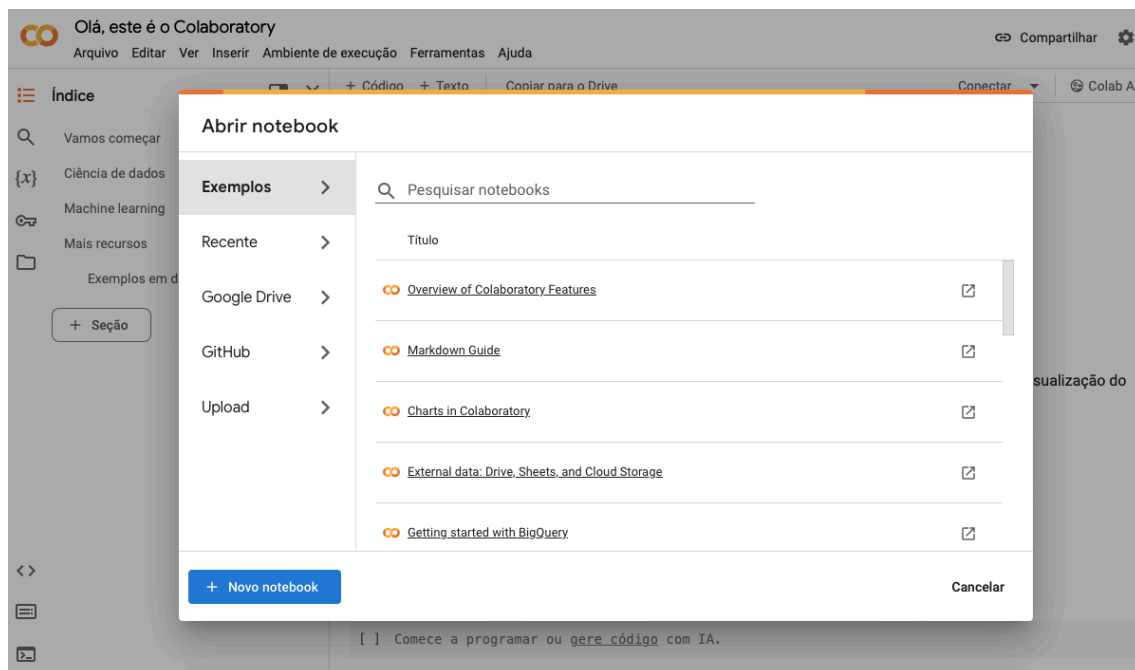 Olá, este é o Colaboratory
Arquivo Editar Ver Inserir Ambiente de execução Ferramentas Ajuda
Compartilhar
Índice
+ Código + Texto Copiar para o Drive Conectar Colab
Vamos começar
{x} Ciência de dados
Machine learning
Mais recursos
Exemplos em
+ Seção
Abrir notebook
Exemplos
Recente
Google Drive
GitHub
Upload
Pesquisar notebooks
Título
Overview of Colaboratory Features
Markdown Guide
Charts in Colaboratory
External data: Drive, Sheets, and Cloud Storage
Getting started with BigQuery
+ Novo notebook
Cancelar
sualização do
[ ] Comece a programar ou gere código com IA.